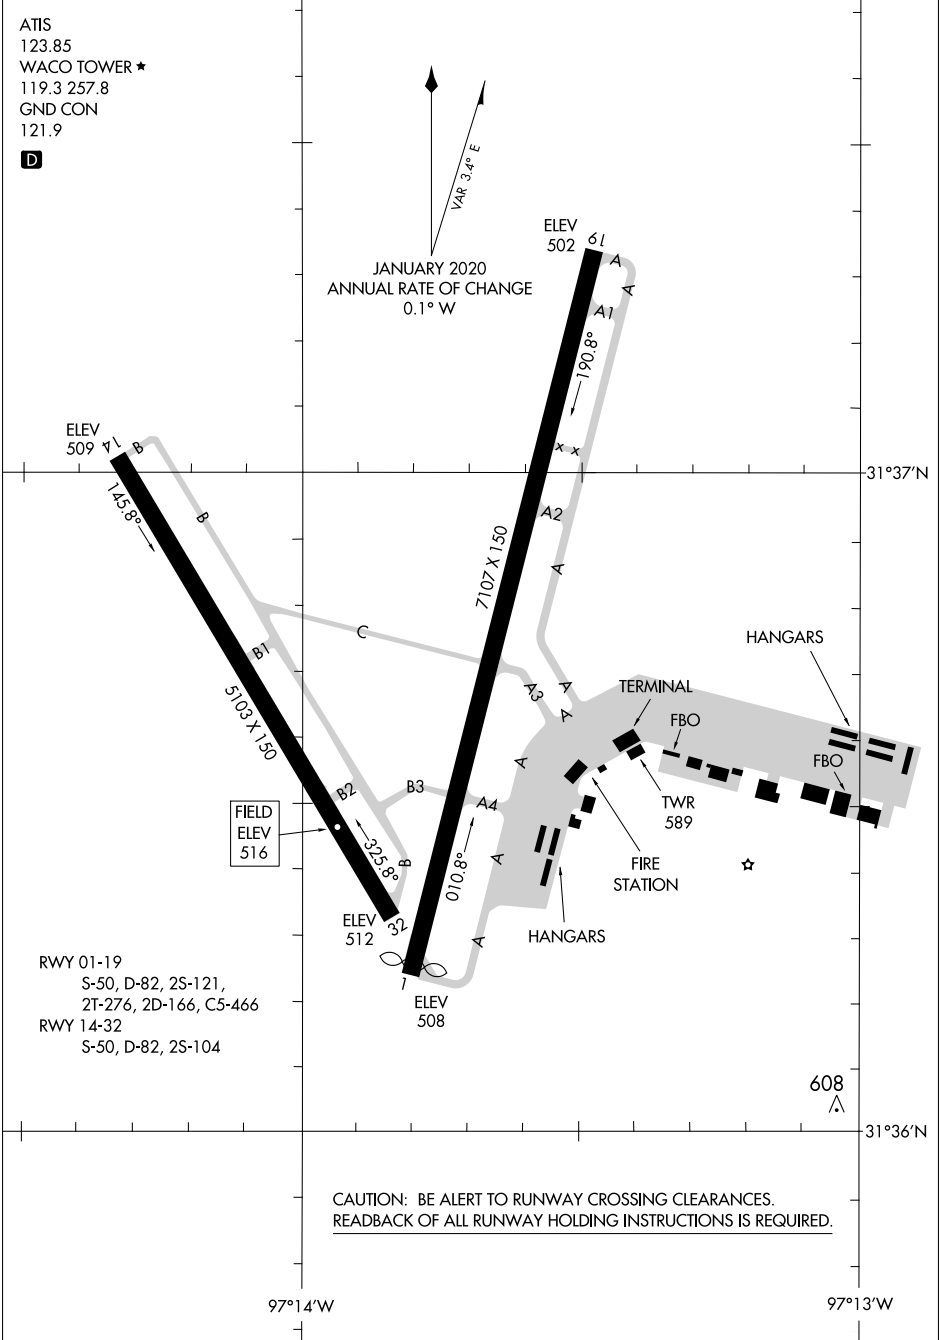 ATIS
123.85
WACO TOWER
119.3 257.8
GND CON
121.9
D
VAR 3.4° E
JANUARY 2020
ANNUAL RATE OF CHANGE
0.1° W
ELEV
502
19
A
A
A1
190.8°
X X
ELEV
509
14
B
145.8°
B
31°37'N
A2
7107 X 150
A
C
B1
HANGARS
5103 X 150
A3
A
A
TERMINAL
FBO
A
FBO
B2
B3
A4
TWR
589
FIELD
ELEV
516
325.8°
B
010.8°
A
FIRE
STATION
ELEV
512
32
HANGARS
A
1
ELEV
508
RWY 01-19
S-50, D-82, 2S-121,
2T-276, 2D-166, C5-466
RWY 14-32
S-50, D-82, 2S-104
608
31°36'N
CAUTION: BE ALERT TO RUNWAY CROSSING CLEARANCES.
READBACK OF ALL RUNWAY HOLDING INSTRUCTIONS IS REQUIRED.
97°14'W
97°13'W